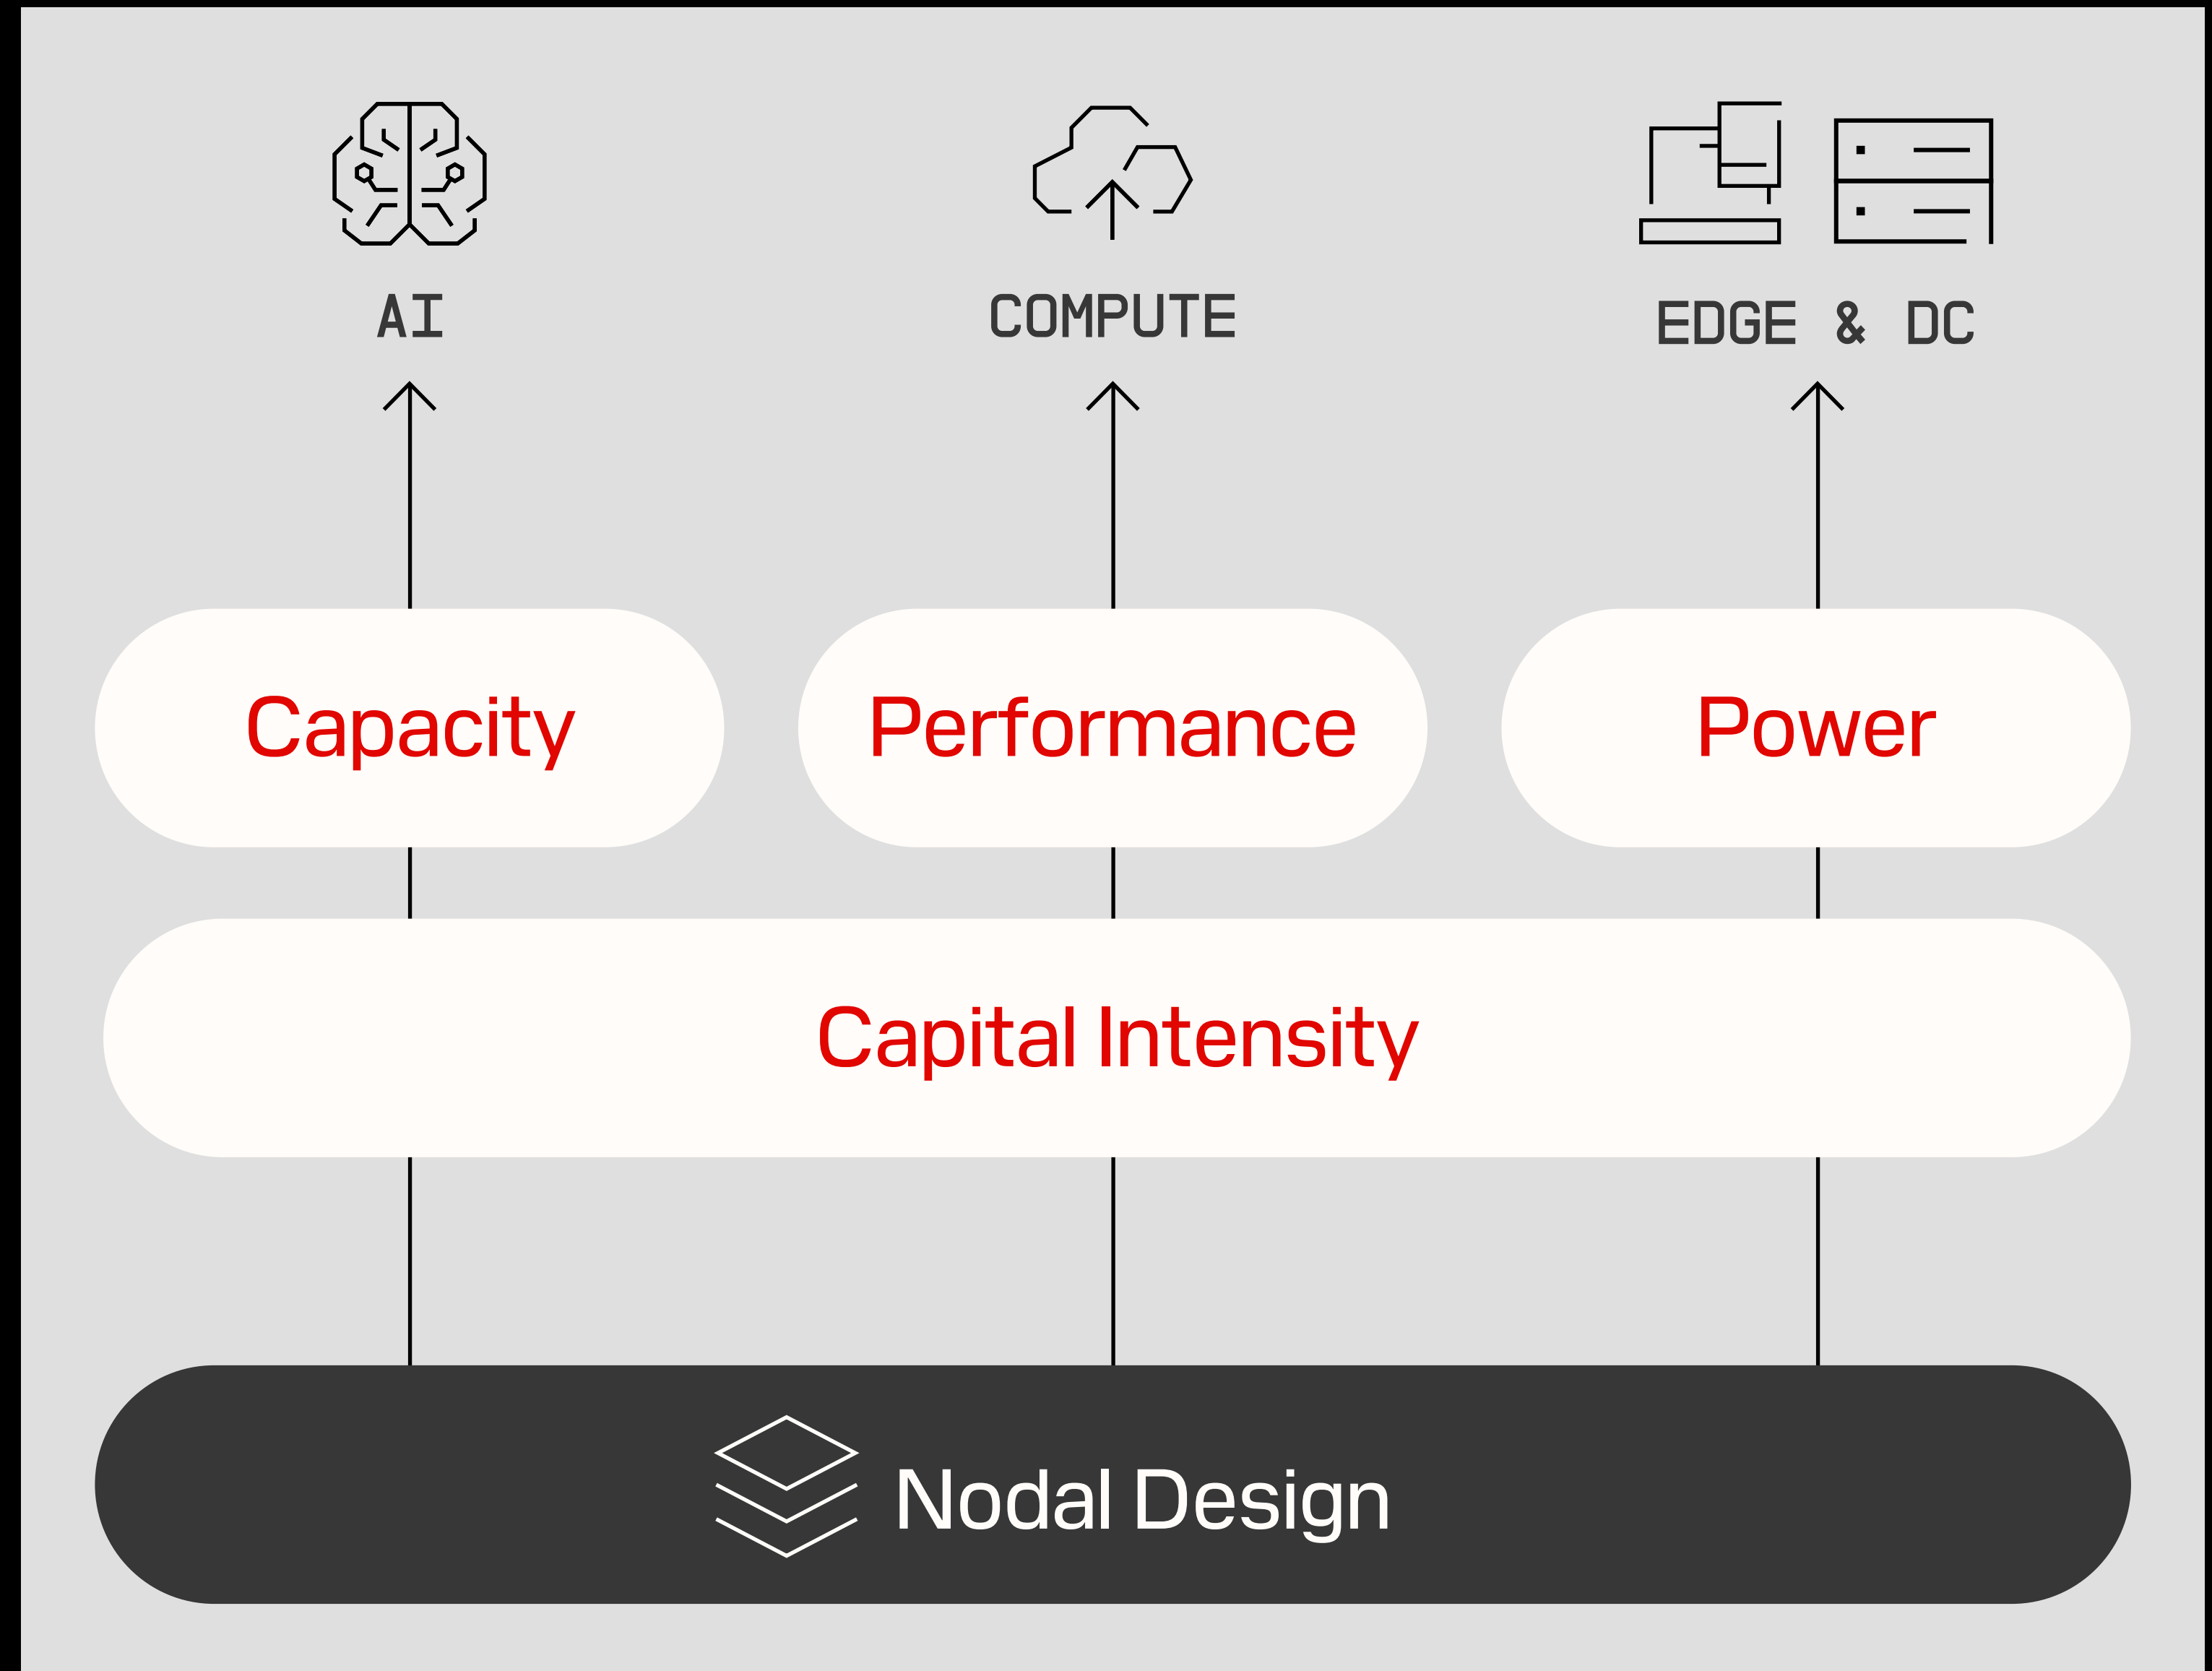 AI
COMPUTE
EDGE & DC
Capacity
Performance
Power
Capital Intensity
Nodal Design